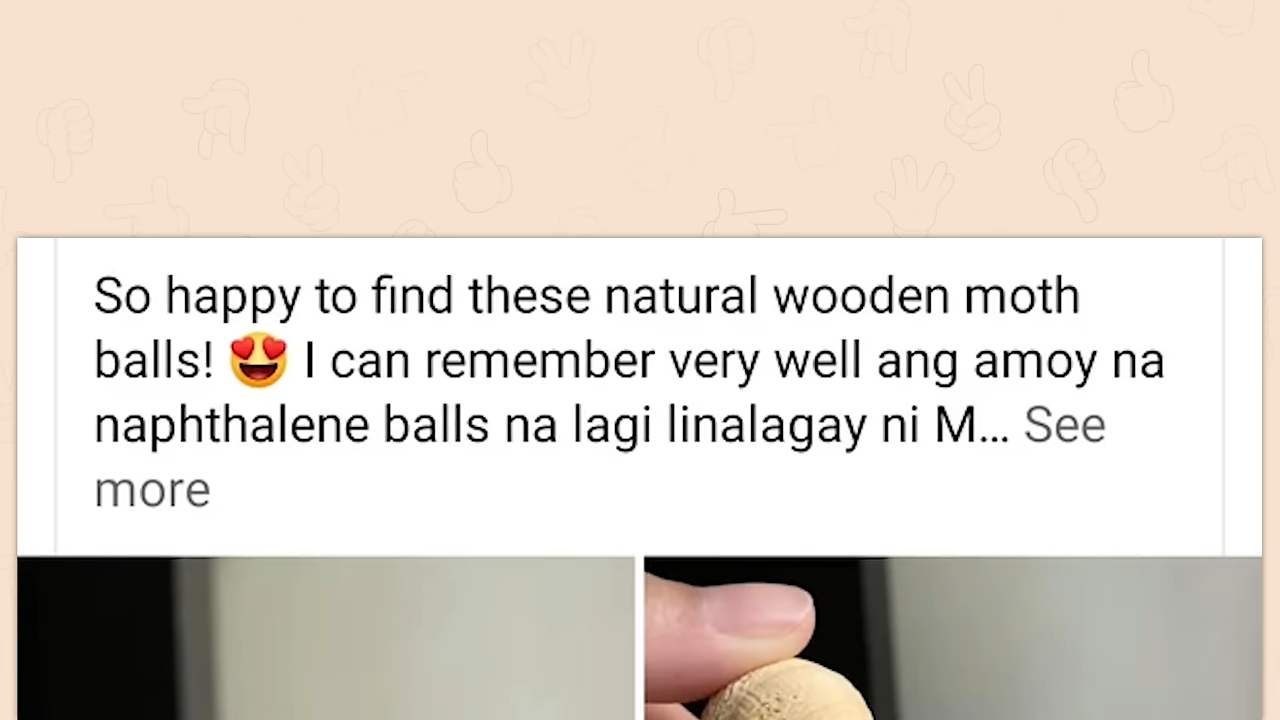 So happy to find these natural wooden moth
balls! 😍 I can remember very well ang amoy na
naphthalene balls na lagi linalagay ni M... See
more